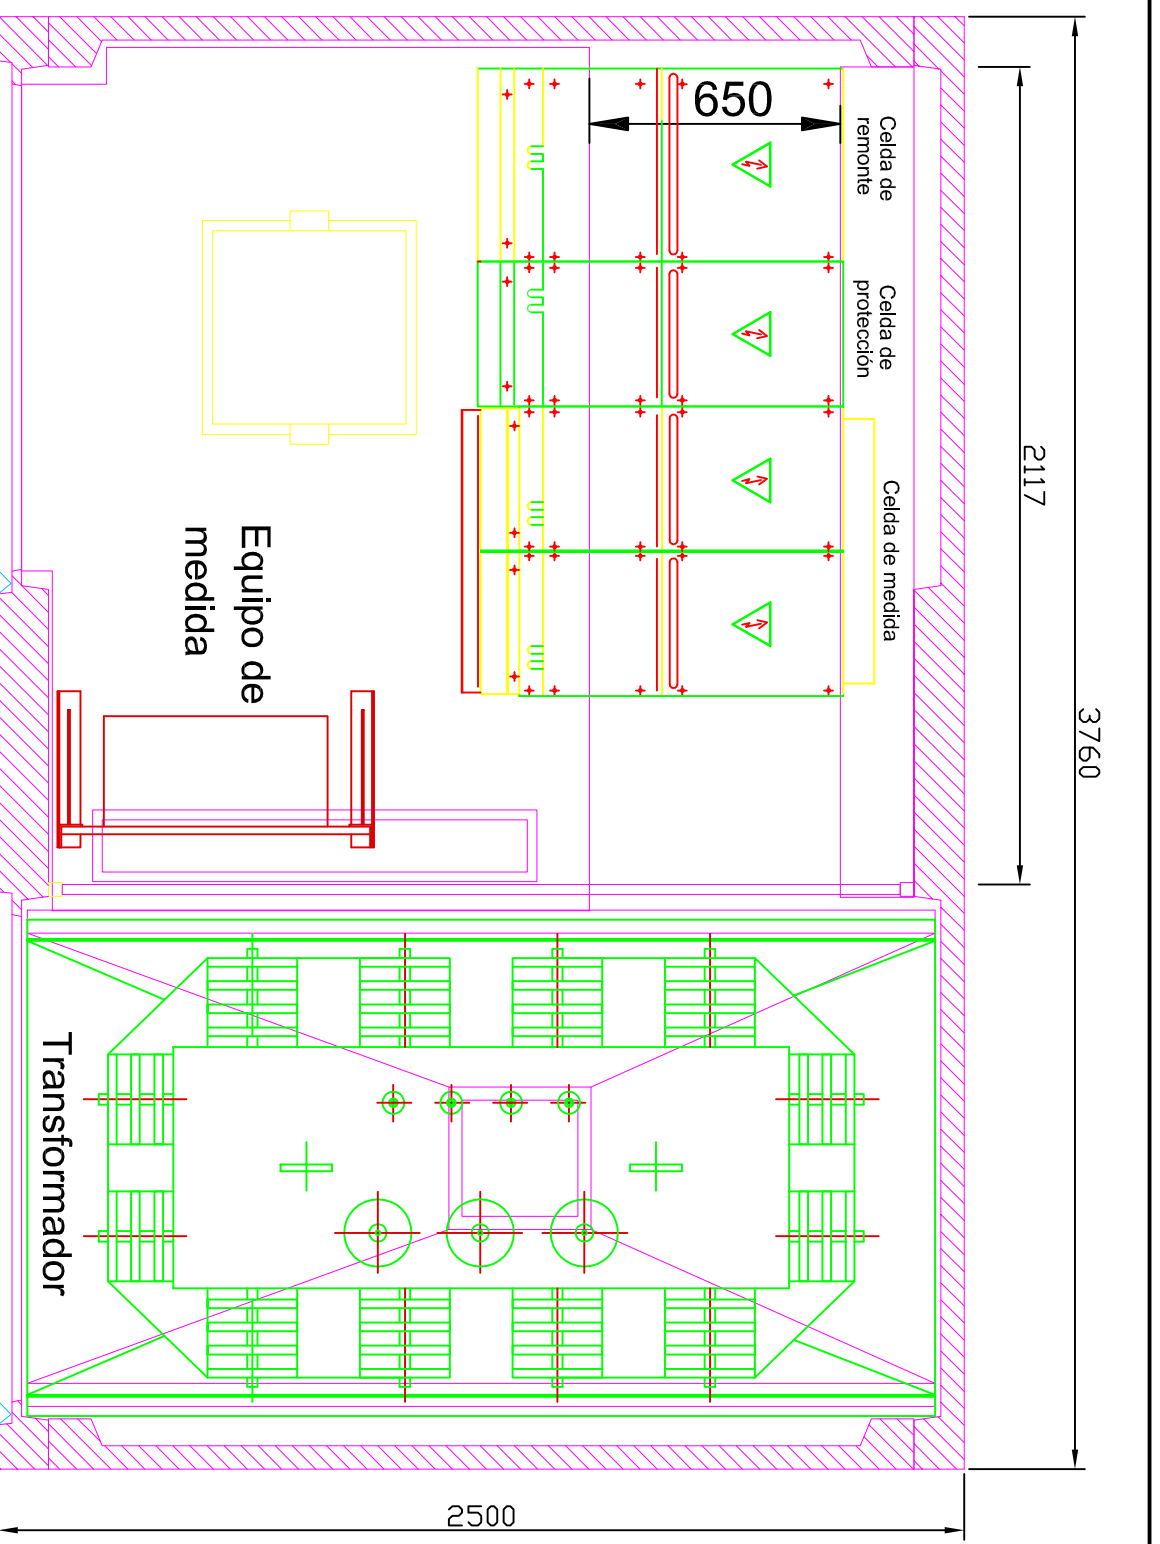 650
Celda de
remonte
Celda de
protección
Celda de medida
2117
3760
Equipo de
medida
Transformador
2500